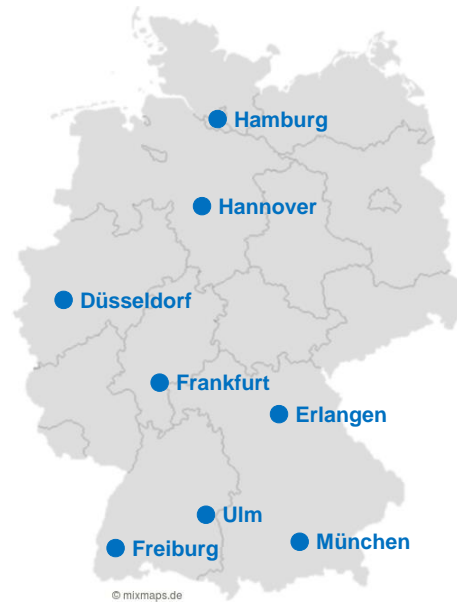 Hamburg
Hannover
Düsseldorf
Frankfurt
Erlangen
Ulm
München
Freiburg
© mixmaps.de